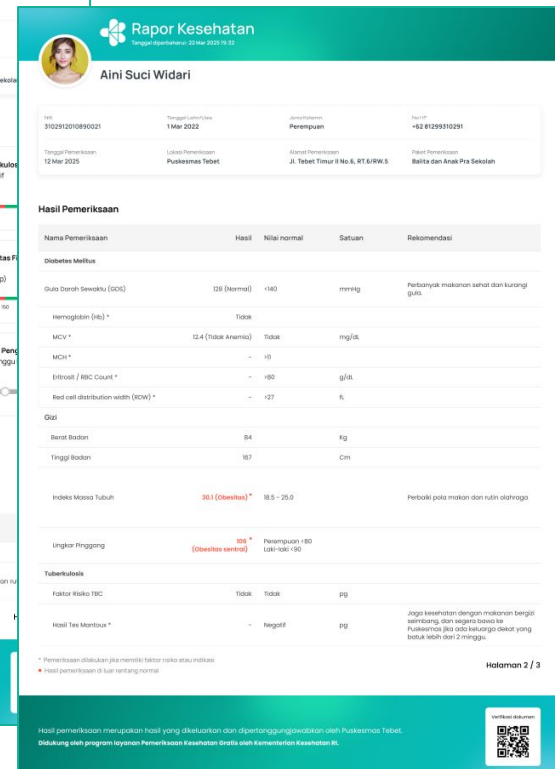 Rapor Kesehatan
Tanggal diperbaharui: 22 Mar 2025 19:32
Aini Suci Widari
NIK
3102912010890021
Tanggal Lahir/Usia
1 Mar 2022
Jenis Kelamin
Perempuan
No HP
+62 81299310291
Tanggal Pemeriksaan
12 Mar 2025
Lokasi Pemeriksaan
Puskesmas Tebet
Alamat Pemeriksaan
Jl. Tebet Timur II No.6, RT.6/RW.5
Paket Pemeriksaan
Balita dan Anak Pra Sekolah
Hasil Pemeriksaan
Nama Pemeriksaan Hasil Nilai normal Satuan Rekomendasi
Diabetes Melitus
Gula Darah Sewaktu (GDS) 128 (Normal) <140 mmHg Perbanyak makanan sehat dan kurangi
gula.
Hemoglobin (Hb) * Tidak
MCV * 12.4 (Tidak Anemia) Tidak mg/dL
MCH * - >11
Eritrosit / RBC Count * - >80 g/dL
Red cell distribution width (RDW) * - >27 fL
Gizi
Berat Badan 84 Kg
Tinggi Badan 167 Cm
Indeks Massa Tubuh 30.1 (Obesitas) * 18.5 - 25.0 Perbaiki pola makan dan rutin olahraga
Lingkar Pinggang 106 * (Obesitas sentral) Perempuan <80
Laki-laki <90
Tuberkulosis
Faktor Risiko TBC Tidak Tidak pg
Hasil Tes Mantoux * - Negatif pg Jaga kesehatan dengan makanan bergizi
seimbang, dan segera bawa ke
Puskesmas jika ada keluarga dekat yang
batuk lebih dari 2 minggu.
* Pemeriksaan dilakukan jika memiliki faktor risiko atau indikasi
Hasil pemeriksaan di luar rentang normal
Halaman 2 / 3
Hasil pemeriksaan merupakan hasil yang dikeluarkan dan dipertanggungjawabkan oleh Puskesmas Tebet.
Didukung oleh program layanan Pemeriksaan Kesehatan Gratis oleh Kementerian Kesehatan RI.
Verifikasi dokumen